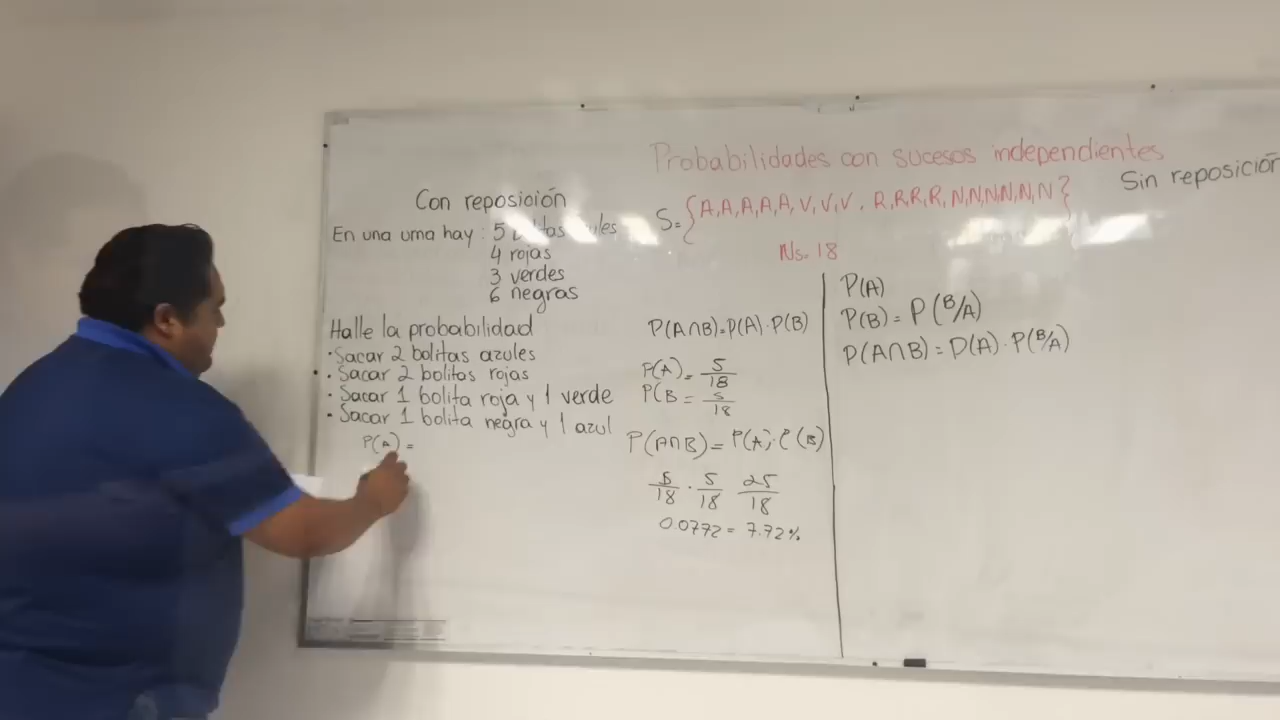 Probabilidades con sucesos independientes
Con reposición
Sin reposición
S={A,A,A,A,A,V,V,V, R,R,R,R,N,N,N,N,N,N}
Ns=18
En una urna hay: 5 bolitas azules
4 rojas
3 verdes
6 negras
Halle la probabilidad
• Sacar 2 bolitas azules
• Sacar 2 bolitas rojas
• Sacar 1 bolita roja y 1 verde
• Sacar 1 bolita negra y 1 azul
P(A) =
P(A∩B)=P(A)·P(B)
P(A)= 5/18
P(B = 5/18
P(A∩B)= P(A)·P(B)
5/18 · 5/18 25/18
0.0772= 7.72%
P(A)
P(B)= P(B/A)
P(A∩B)= P(A)·P(B/A)